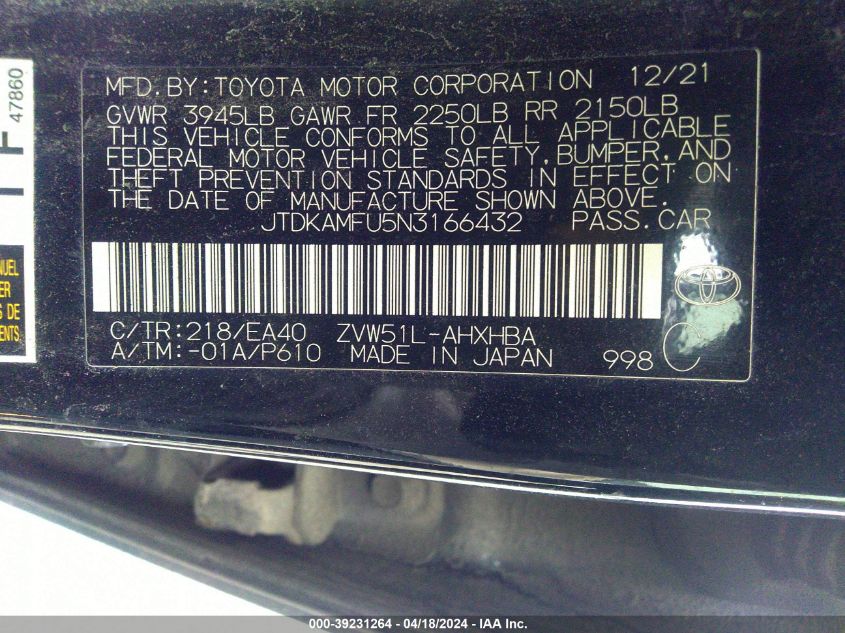 MFD.BY:TOYOTA MOTOR CORPORATION 12/21
GVWR 3945LB GAWR FR 2250LB RR 2150LB
THIS VEHICLE CONFORMS TO ALL APPLICABLE
FEDERAL MOTOR VEHICLE SAFETY,BUMPER,AND
THEFT PREVENTION STANDARDS IN EFFECT ON
THE DATE OF MANUFACTURE SHOWN ABOVE.
JTDKAMFU5N3166432 PASS.CAR
C/TR:218/EA40 ZVW51L-AHXHBA
A/TM:-01A/P610 MADE IN JAPAN 998 C
47860
DE
000-39231264 - 04/18/2024 - IAA Inc.